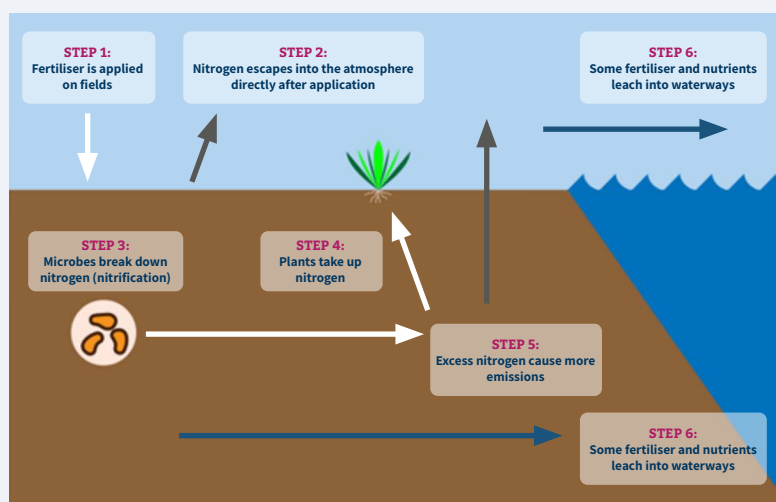 STEP 1:
Fertiliser is applied
on fields
STEP 2:
Nitrogen escapes into the atmosphere
directly after application
STEP 6:
Some fertiliser and nutrients
leach into waterways
STEP 3:
Microbes break down
nitrogen (nitrification)
STEP 4:
Plants take up
nitrogen
STEP 5:
Excess nitrogen cause more
emissions
STEP 6:
Some fertiliser and nutrients
leach into waterways